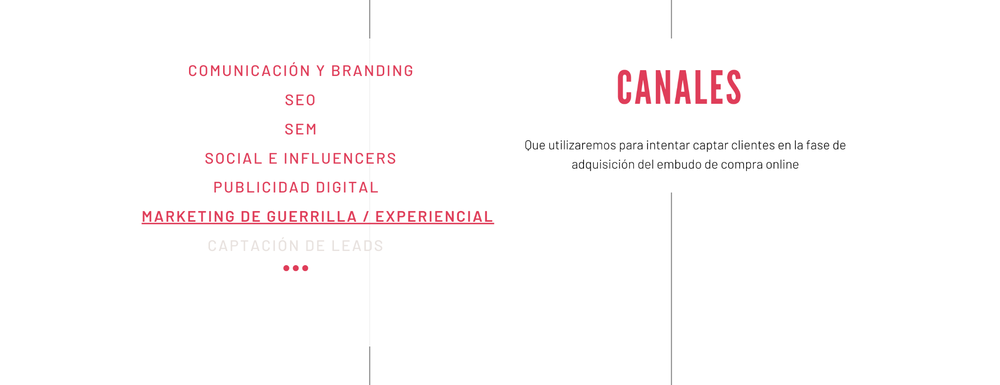 COMUNICACIÓN Y BRANDING
SEO
SEM
SOCIAL E INFLUENCERS
PUBLICIDAD DIGITAL
MARKETING DE GUERRILLA / EXPERIENCIAL
CAPTACIÓN DE LEADS
•••
CANALES
Que utilizaremos para intentar captar clientes en la fase de
adquisición del embudo de compra online